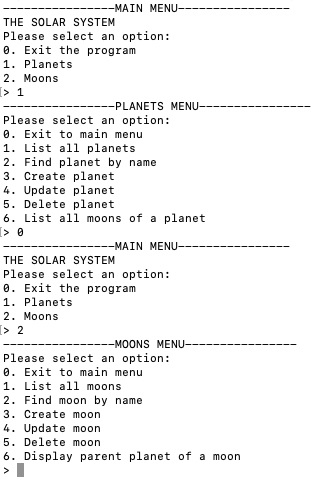 ----------------MAIN MENU----------------
THE SOLAR SYSTEM
Please select an option:
0. Exit the program
1. Planets
2. Moons
> 1
----------------PLANETS MENU----------------
Please select an option:
0. Exit to main menu
1. List all planets
2. Find planet by name
3. Create planet
4. Update planet
5. Delete planet
6. List all moons of a planet
> 0
----------------MAIN MENU----------------
THE SOLAR SYSTEM
Please select an option:
0. Exit the program
1. Planets
2. Moons
> 2
----------------MOONS MENU----------------
Please select an option:
0. Exit to main menu
1. List all moons
2. Find moon by name
3. Create moon
4. Update moon
5. Delete moon
6. Display parent planet of a moon
>